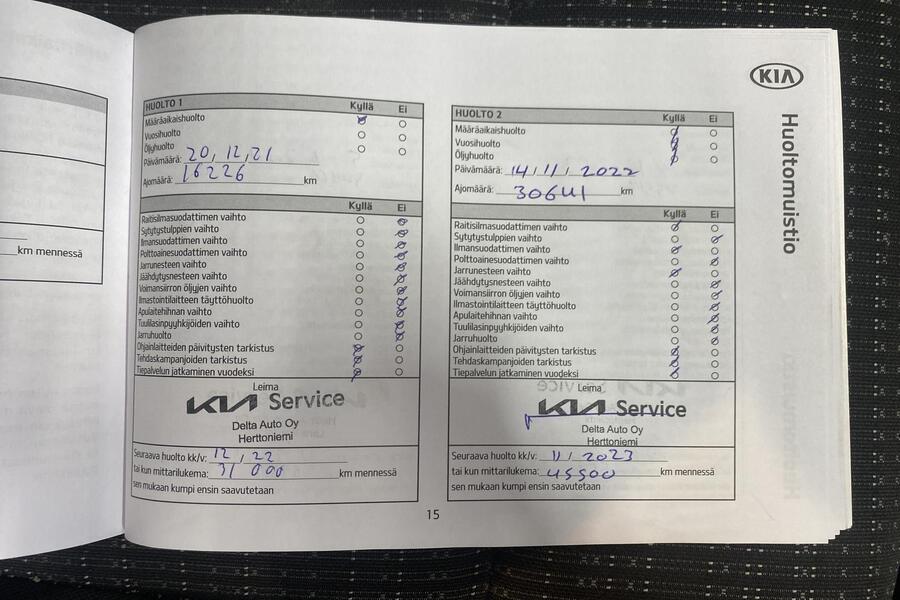 km mennessä
HUOLTO 1 Kyllä Ei
Määräaikaishuolto
Vuosihuolto
Öljyhuolto
Päivämäärä: 20, 12, 21
Ajomäärä: 16226 km
Kyllä Ei
Raitisilmasuodattimen vaihto
Sytytystulppien vaihto
Ilmansuodattimen vaihto
Polttoainesuodattimen vaihto
Jarrunesteen vaihto
Jäähdytysnesteen vaihto
Voimansiirron öljyjen vaihto
Ilmastointilaitteen täyttöhuolto
Apulaitehihnan vaihto
Tuulilasinpyyhkijöiden vaihto
Jarruhuolto
Ohjainlaitteiden päivitysten tarkistus
Tehdaskampanjoiden tarkistus
Tiepalvelun jatkaminen vuodeksi
Leima
KIA Service
Delta Auto Oy
Herttoniemi
Seuraava huolto kk/v: 12 / 22
tai kun mittarilukema: 31 000 km mennessä
sen mukaan kumpi ensin saavutetaan
HUOLTO 2 Kyllä Ei
Määräaikaishuolto
Vuosihuolto
Öljyhuolto
Päivämäärä: 14 / 11 / 2022
Ajomäärä: 30641 km
Kyllä Ei
Raitisilmasuodattimen vaihto
Sytytystulppien vaihto
Ilmansuodattimen vaihto
Polttoainesuodattimen vaihto
Jarrunesteen vaihto
Jäähdytysnesteen vaihto
Voimansiirron öljyjen vaihto
Ilmastointilaitteen täyttöhuolto
Apulaitehihnan vaihto
Tuulilasinpyyhkijöiden vaihto
Jarruhuolto
Ohjainlaitteiden päivitysten tarkistus
Tehdaskampanjoiden tarkistus
Tiepalvelun jatkaminen vuodeksi
Leima
KIA Service
Delta Auto Oy
Herttoniemi
Seuraava huolto kk/v: 11 / 2023
tai kun mittarilukema: 45500 km mennessä
sen mukaan kumpi ensin saavutetaan
KIA
Huoltomuistio
15